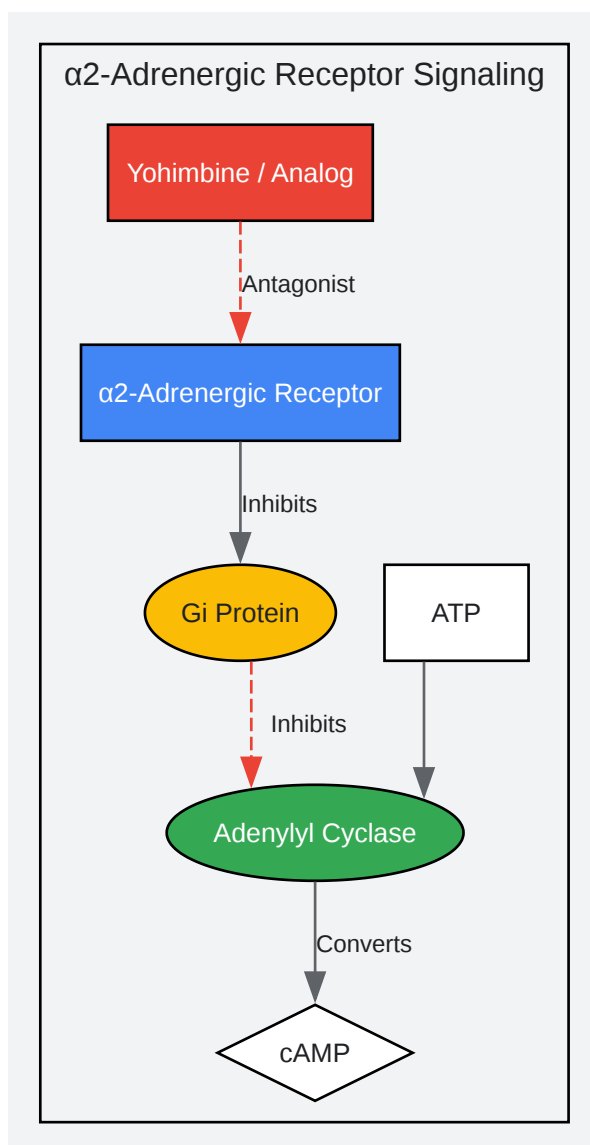 α2-Adrenergic Receptor Signaling
Yohimbine / Analog
Antagonist
α2-Adrenergic Receptor
Inhibits
Gi Protein
ATP
Inhibits
Adenylyl Cyclase
Converts
cAMP